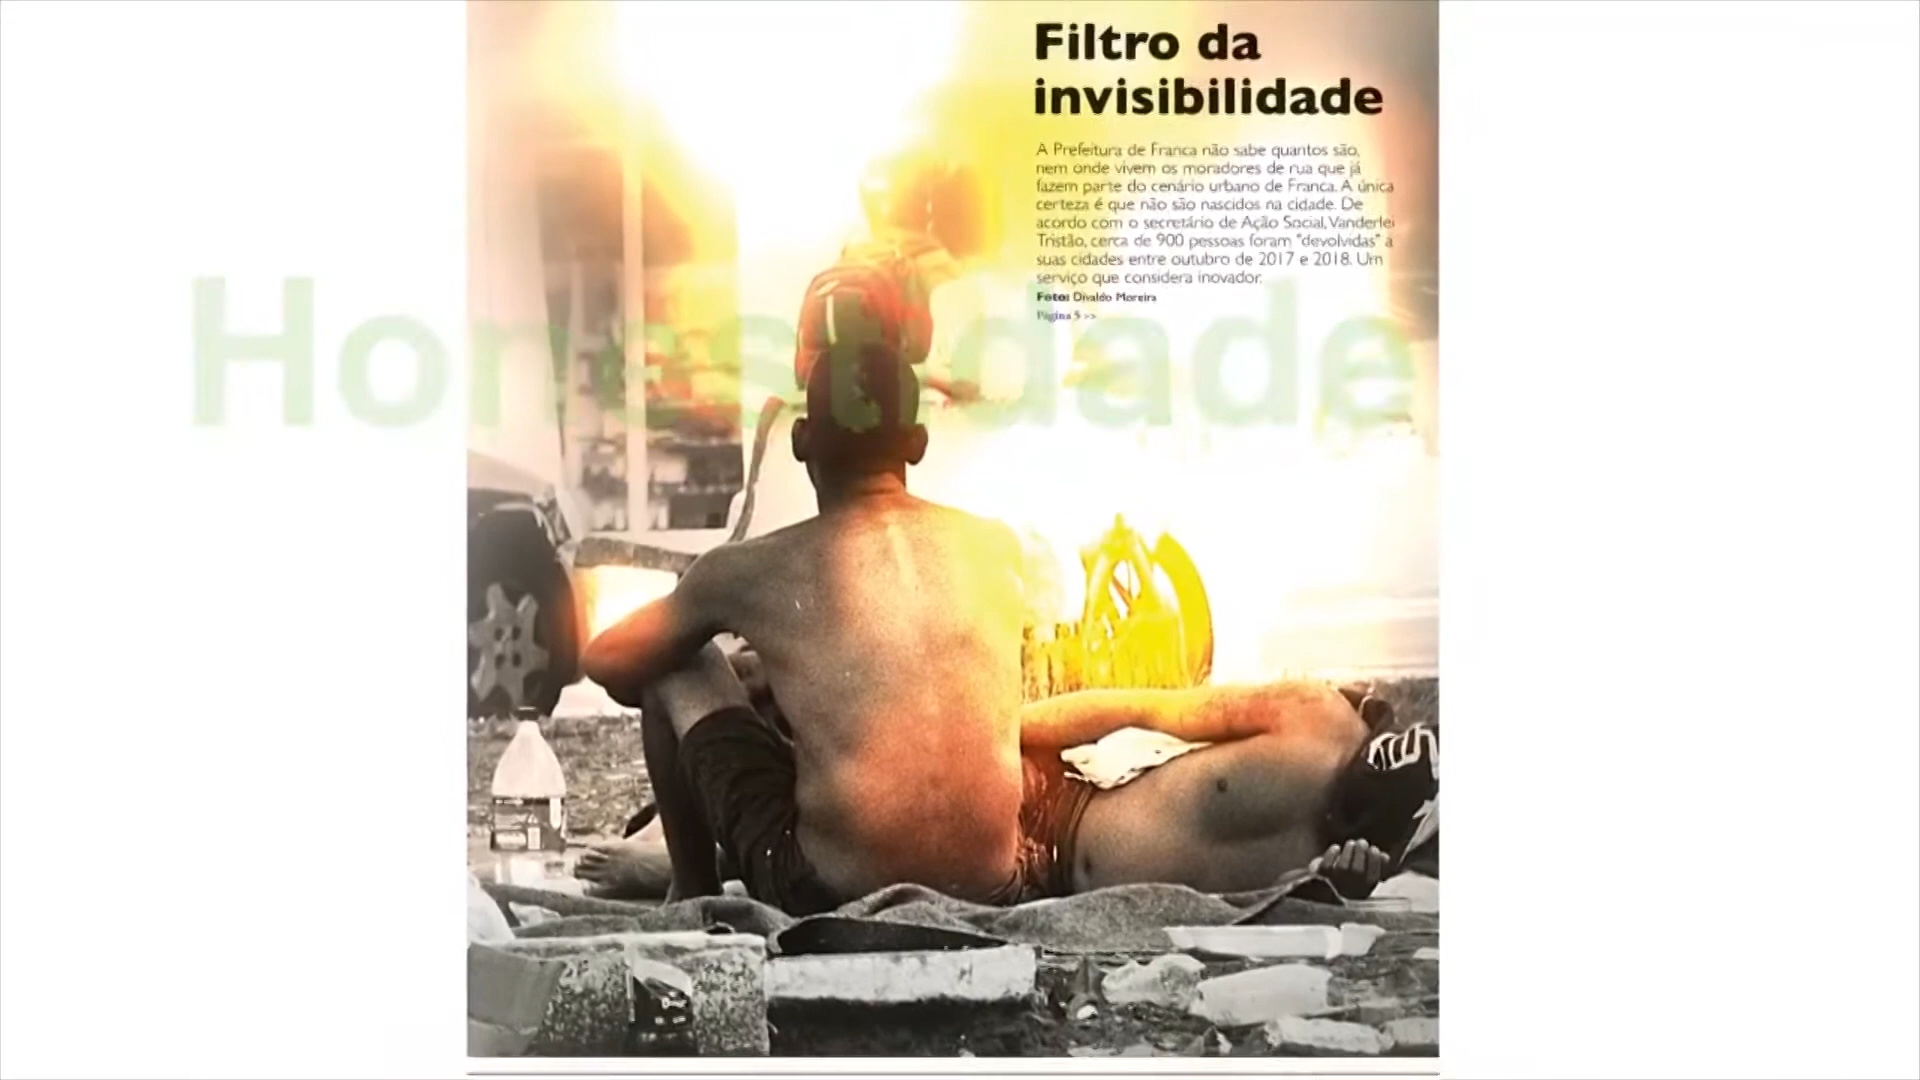 Filtro da
invisibilidade
A Prefeitura de Franca não sabe quantos são,
nem onde vivem os moradores de rua que já
fazem parte do cenário urbano de Franca. A única
certeza é que não são nascidos na cidade. De
acordo com o secretário de Ação Social, Vanderlei
Tristão, cerca de 900 pessoas foram "devolvidas" a
suas cidades entre outubro de 2017 e 2018. Um
serviço que considera inovador.
Foto: Divaldo Moreira
Página 5 >>
Honestidade